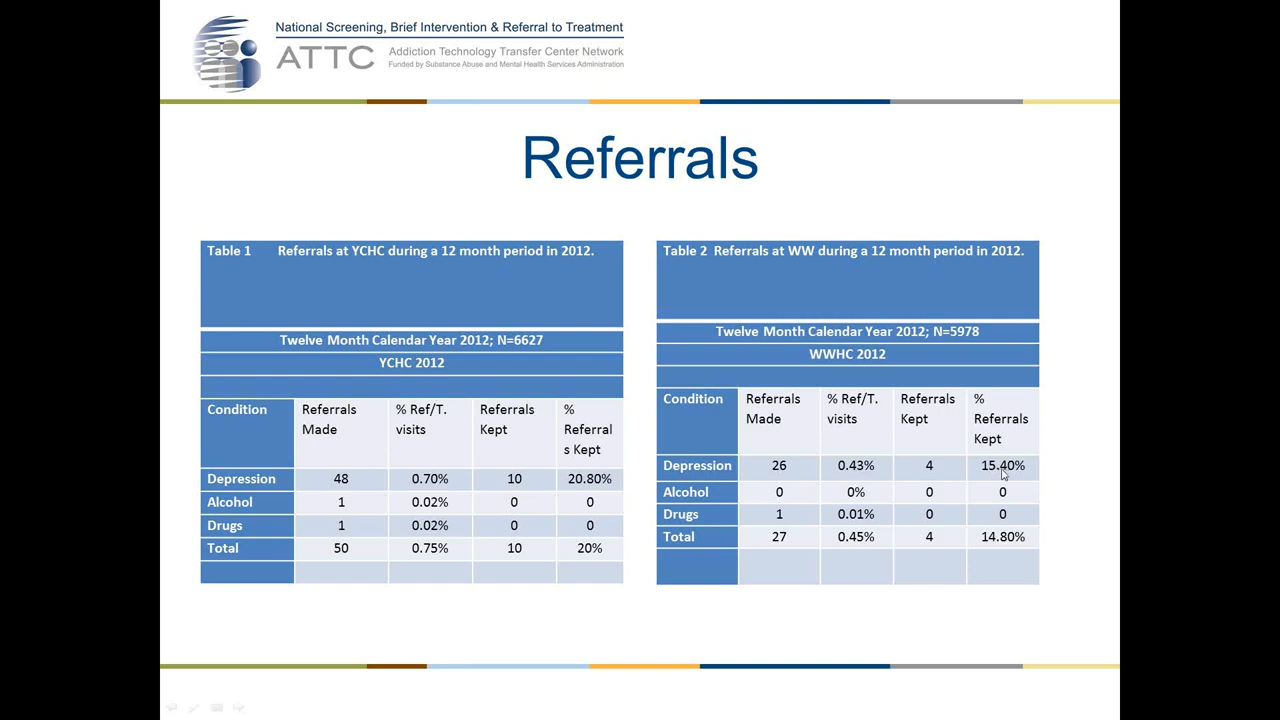 National Screening, Brief Intervention & Referral to Treatment
ATTC Addiction Technology Transfer Center Network
Funded by Substance Abuse and Mental Health Services Administration
Referrals
Table 1 Referrals at YCHC during a 12 month period in 2012.
Twelve Month Calendar Year 2012; N=6627
YCHC 2012
Condition Referrals Made % Ref/T. visits Referrals Kept % Referral s Kept
Depression 48 0.70% 10 20.80%
Alcohol 1 0.02% 0 0
Drugs 1 0.02% 0 0
Total 50 0.75% 10 20%
Table 2 Referrals at WW during a 12 month period in 2012.
Twelve Month Calendar Year 2012; N=5978
WWHC 2012
Condition Referrals Made % Ref/T. visits Referrals Kept % Referrals Kept
Depression 26 0.43% 4 15.40%
Alcohol 0 0% 0 0
Drugs 1 0.01% 0 0
Total 27 0.45% 4 14.80%